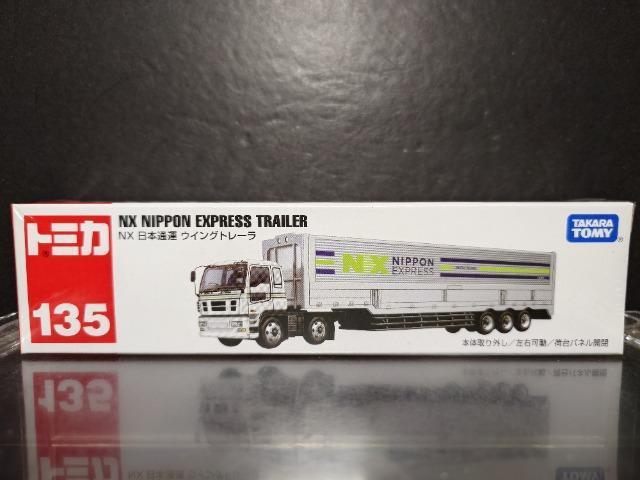 トミカ
135
NX NIPPON EXPRESS TRAILER
NX 日本通運 ウイングトレーラ
NX NIPPON
EXPRESS
TAKARA
TOMY
本体取り外し／左右可動／荷台パネル開閉